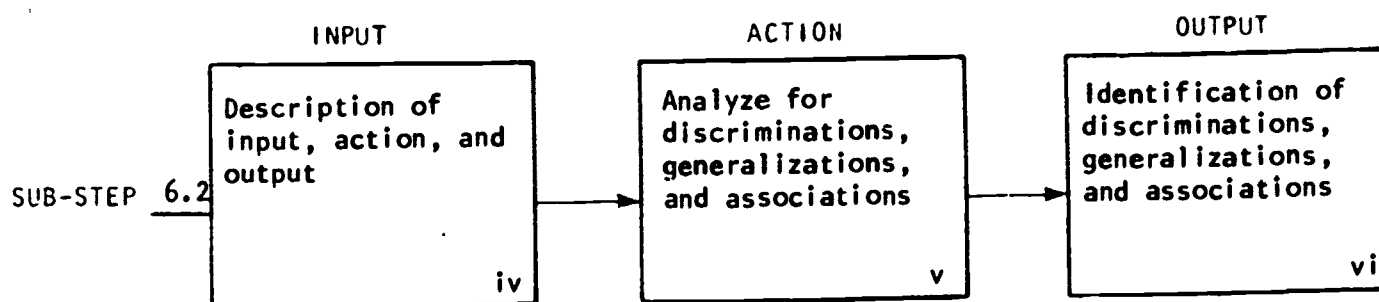 INPUT
ACTION
OUTPUT
SUB-STEP 6.2
Description of
input, action, and
output
iv
Analyze for
discriminations,
generalizations,
and associations
v
Identification of
discriminations,
generalizations,
and associations
vi